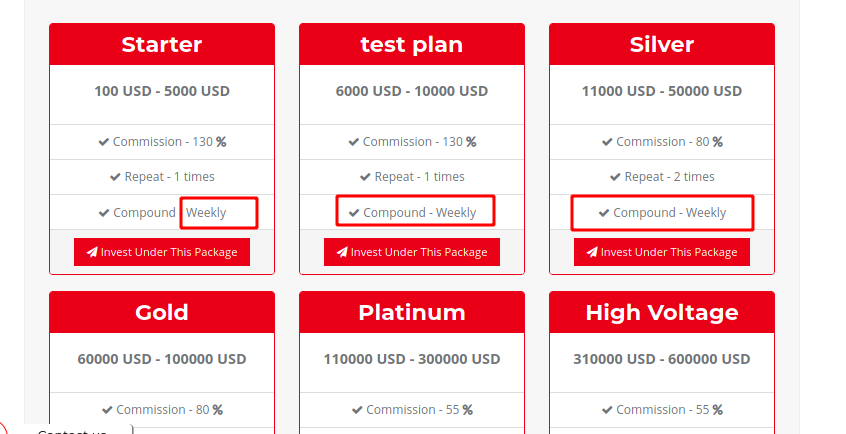 Starter
100 USD - 5000 USD
Commission - 130 %
Repeat - 1 times
Compound Weekly
Invest Under This Package
test plan
6000 USD - 10000 USD
Commission - 130 %
Repeat - 1 times
Compound - Weekly
Invest Under This Package
Silver
11000 USD - 50000 USD
Commission - 80 %
Repeat - 2 times
Compound - Weekly
Invest Under This Package
Gold
60000 USD - 100000 USD
Commission - 80 %
Platinum
110000 USD - 300000 USD
Commission - 55 %
High Voltage
310000 USD - 600000 USD
Commission - 55 %
Contact us